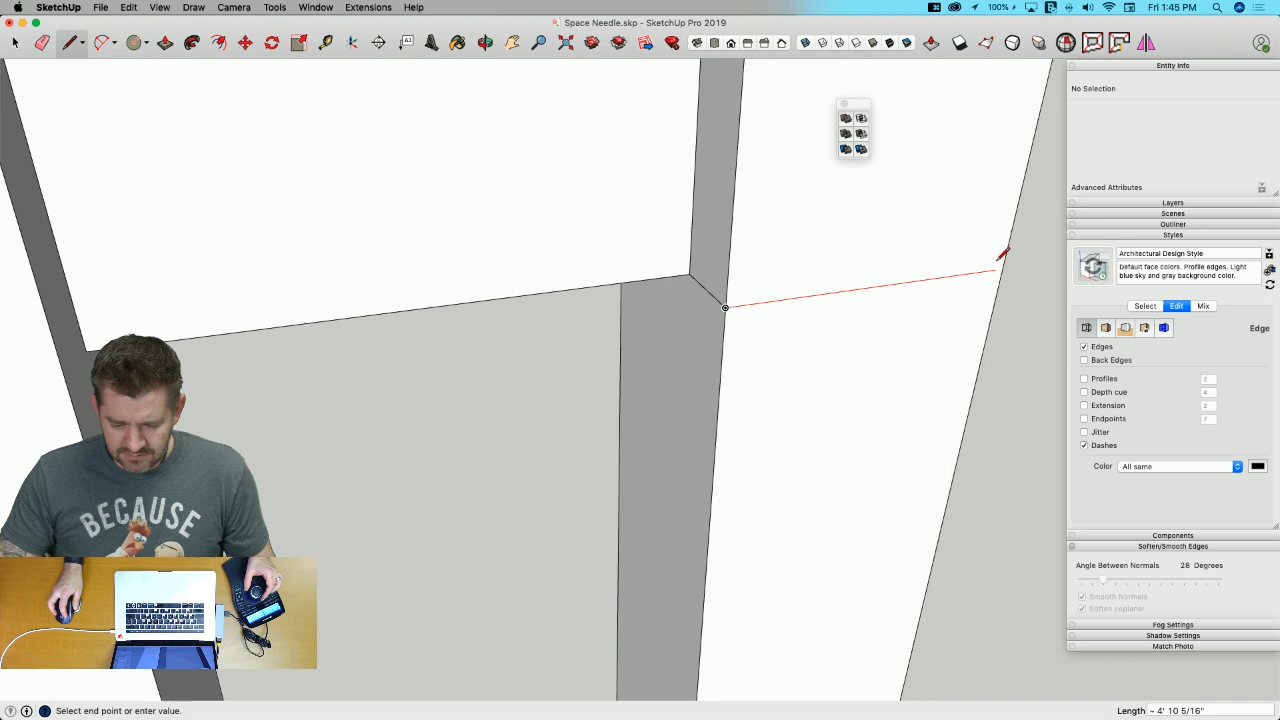 SketchUp File Edit View Draw Camera Tools Window Extensions Help
100% Fri 1:45 PM
Space Needle.skp - SketchUp Pro 2019
Entity Info
No Selection
Advanced Attributes
Layers
Scenes
Outliner
Styles
Architectural Design Style
Default face colors. Profile edges. Light
blue sky and gray background color.
Select Edit Mix
Edge
Edges
Back Edges
Profiles 2
Depth cue 4
Extension 2
Endpoints 7
Jitter
Dashes
Color All same
Components
Soften/Smooth Edges
Angle Between Normals 28 Degrees
Smooth Normals
Soften coplanar
Fog Settings
Shadow Settings
Match Photo
BECAUSE
Select end point or enter value.
Length ~ 4' 10 5/16"